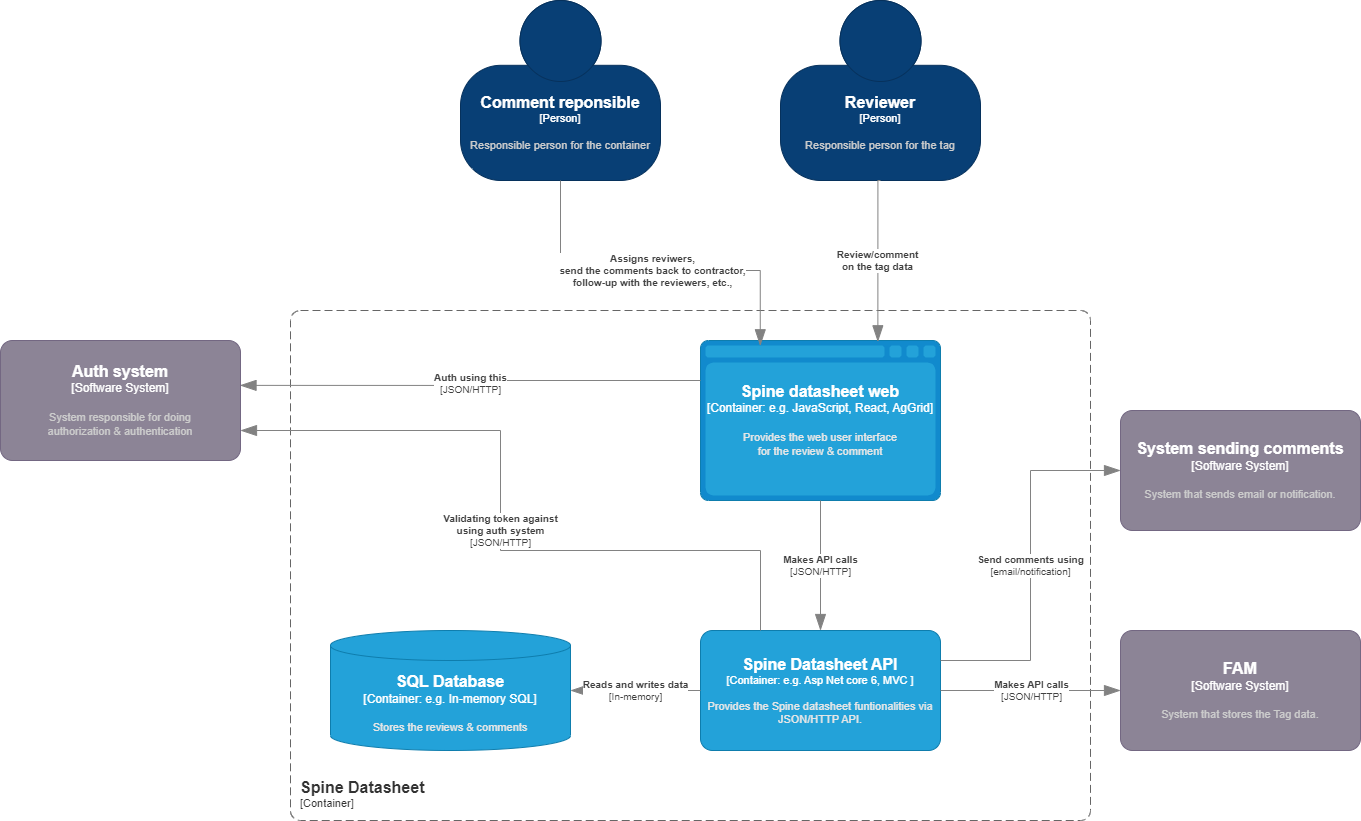 Comment reponsible
[Person]
Responsible person for the container
Reviewer
[Person]
Responsible person for the tag
Assigns reviwers,
send the comments back to contractor,
follow-up with the reviewers, etc.,
Review/comment
on the tag data
Auth system
[Software System]
System responsible for doing
authorization & authentication
Auth using this
[JSON/HTTP]
Spine datasheet web
[Container: e.g. JavaScript, React, AgGrid]
Provides the web user interface
for the review & comment
System sending comments
[Software System]
System that sends email or notification.
Validating token against
using auth system
[JSON/HTTP]
Makes API calls
[JSON/HTTP]
Send comments using
[email/notification]
SQL Database
[Container: e.g. In-memory SQL]
Stores the reviews & comments
Reads and writes data
[In-memory]
Spine Datasheet API
[Container: e.g. Asp Net core 6, MVC ]
Provides the Spine datasheet funtionalities via
JSON/HTTP API.
Makes API calls
[JSON/HTTP]
FAM
[Software System]
System that stores the Tag data.
Spine Datasheet
[Container]